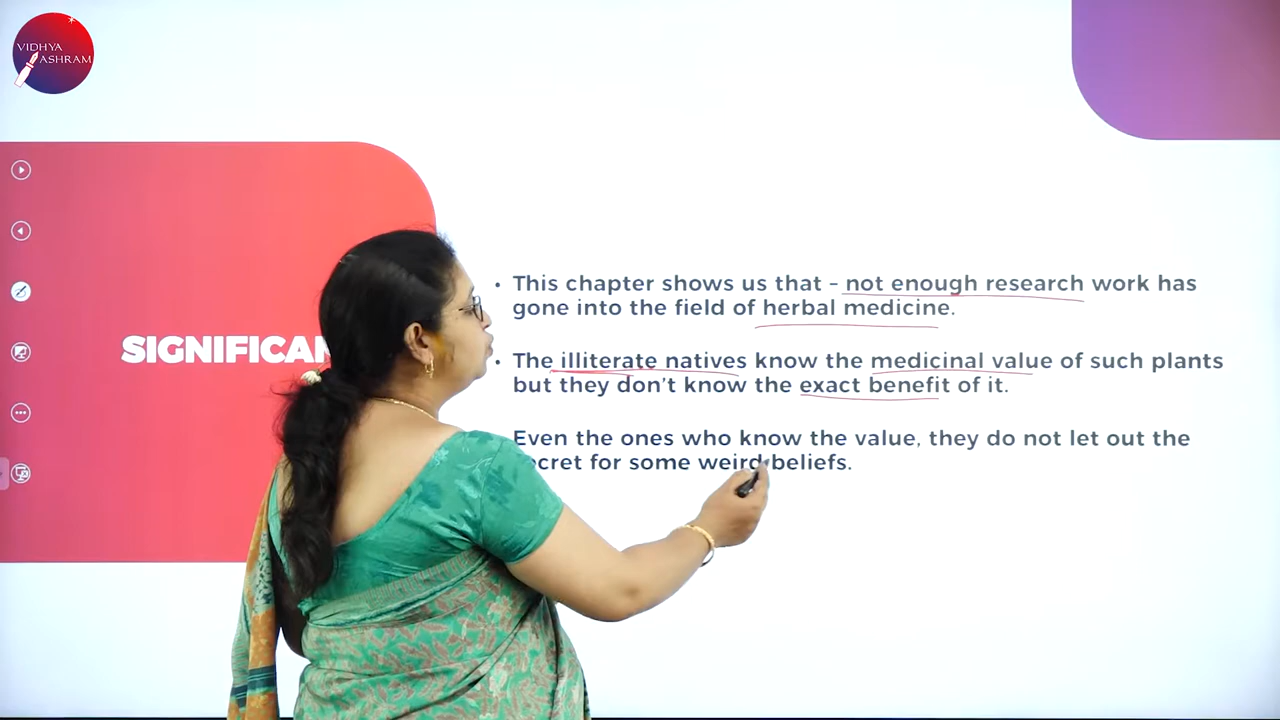 VIDHYA
ASHRAM
This chapter shows us that – not enough research work has
gone into the field of herbal medicine.
SIGNIFICAN
The illiterate natives know the medicinal value of such plants
but they don't know the exact benefit of it.
Even the ones who know the value, they do not let out the
for some weird beliefs.